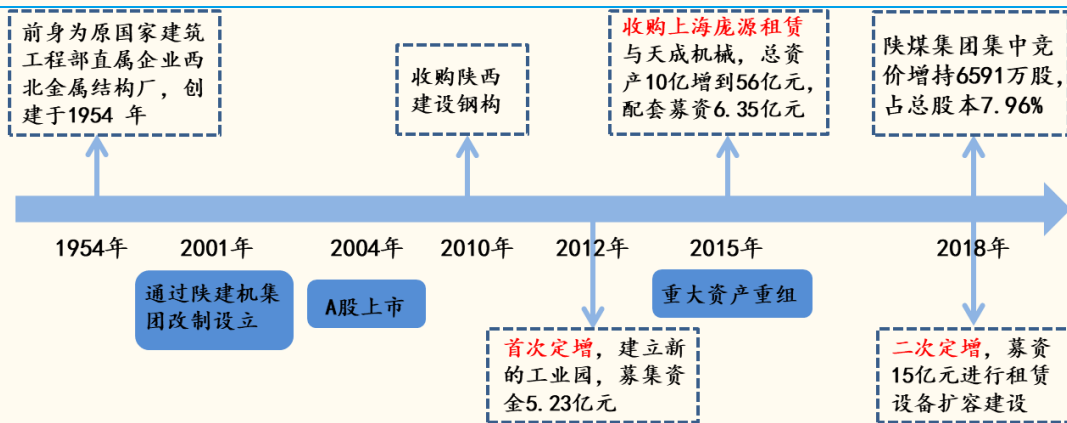 前身为原国家建筑
工程部直属企业西
北金属结构厂，创
建于1954 年
收购陕西
建设钢构
收购上海庞源租赁
与天成机械，总资
产10亿增到56亿元，
配套募资6.35亿元
陕煤集团集中竞
价增持6591万股，
占总股本7.96%
1954年
2001年
2004年
2010年
2012年
2015年
2018年
通过陕建机集
团改制设立
A股上市
重大资产重组
首次定增，建立新
的工业园，募集资
金5.23亿元
二次定增，募资
15亿元进行租赁
设备扩容建设